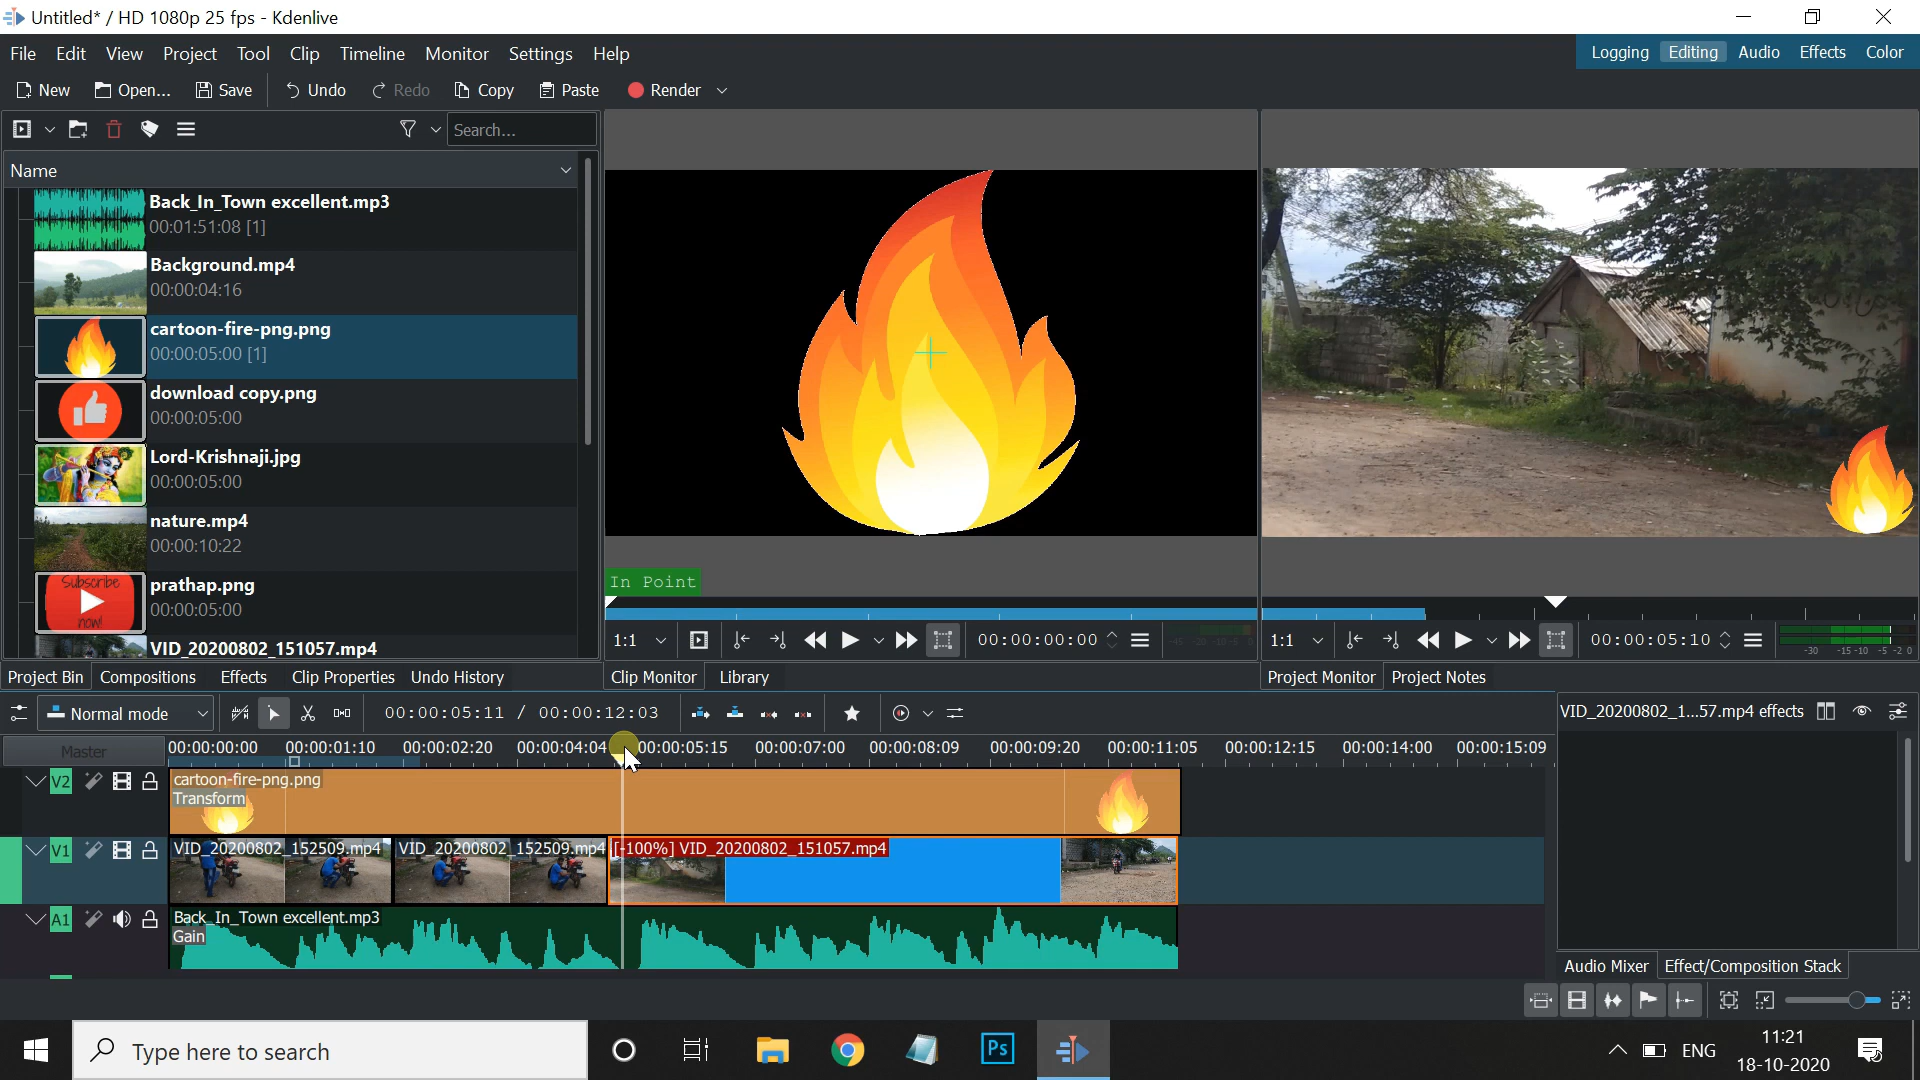 Untitled* / HD 1080p 25 fps - Kdenlive
File Edit View Project Tool Clip Timeline Monitor Settings Help
Logging Editing Audio Effects Color
New Open... Save Undo Redo Copy Paste Render
Search...
Name
Back_In_Town excellent.mp3
00:01:51:08 [1]
Background.mp4
00:00:04:16
cartoon-fire-png.png
00:00:05:00 [1]
download copy.png
00:00:05:00
Lord-Krishnaji.jpg
00:00:05:00
nature.mp4
00:00:10:22
Subscribe
now!
prathap.png
00:00:05:00
VID_20200802_151057.mp4
In Point
1:1 00:00:00:00
1:1 00:00:05:10
-30 -15 -10 -5 -2 0
Project Bin Compositions Effects Clip Properties Undo History
Clip Monitor Library
Project Monitor Project Notes
Normal mode 00:00:05:11 / 00:00:12:03
VID_20200802_1...57.mp4 effects
Master
00:00:00:00 00:00:01:10 00:00:02:20 00:00:04:04 00:00:05:15 00:00:07:00 00:00:08:09 00:00:09:20 00:00:11:05 00:00:12:15 00:00:14:00 00:00:15:09
V2
cartoon-fire-png.png
Transform
V1
VID_20200802_152509.mp4 VID_20200802_152509.mp4 [-100%] VID_20200802_151057.mp4
A1
Back_In_Town excellent.mp3
Gain
Audio Mixer Effect/Composition Stack
Type here to search
Ps
ENG
11:21
18-10-2020